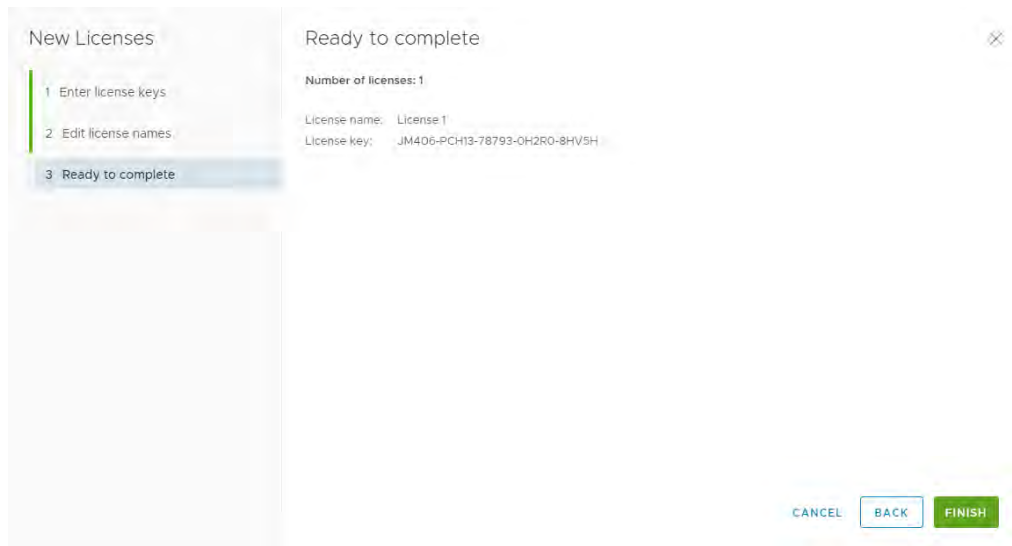 New Licenses
1 Enter license keys
2 Edit license names
3 Ready to complete
Ready to complete
Number of licenses: 1
License name: License 1
License key: JM406-PCH13-78793-0H2R0-8HV5H
CANCEL BACK FINISH